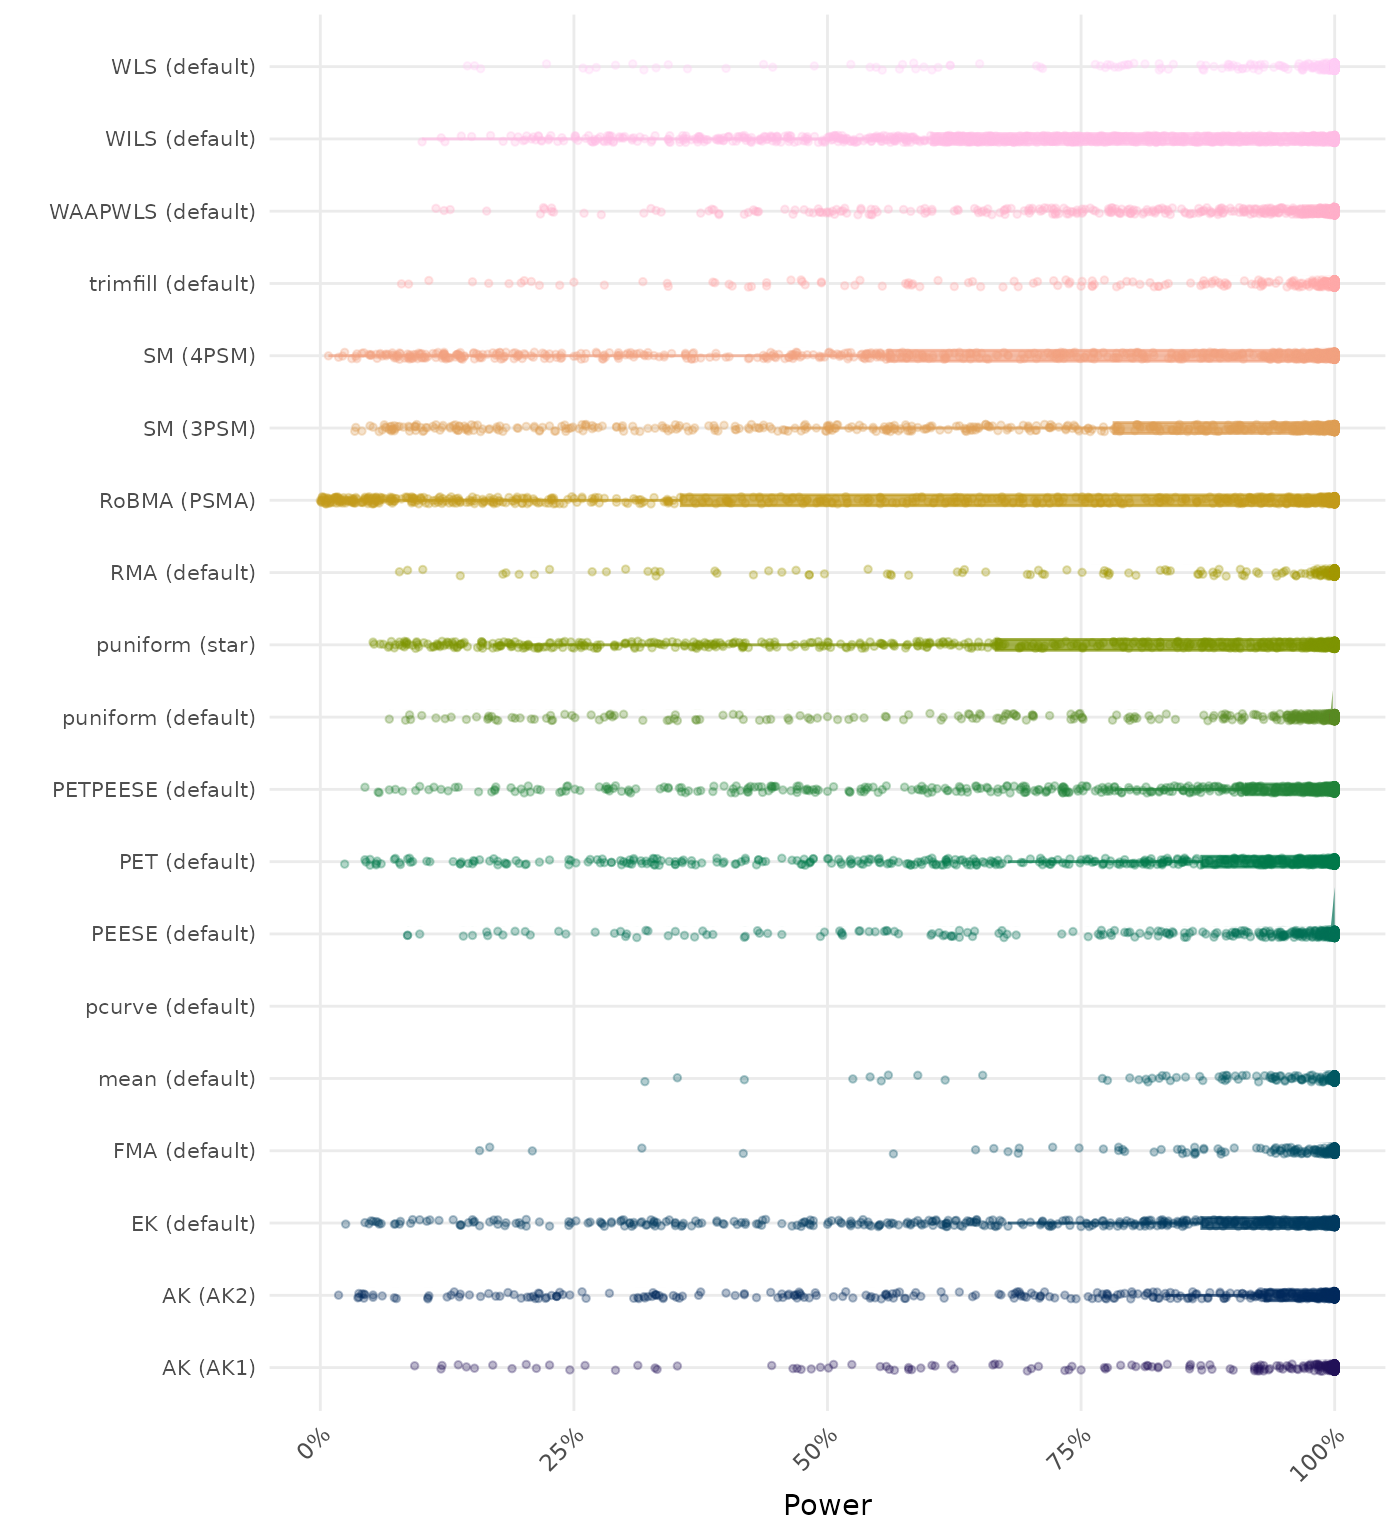 WLS (default)
WILS (default)
WAAPWLS (default)
trimfill (default)
SM (4PSM)
SM (3PSM)
RoBMA (PSMA)
RMA (default)
puniform (star)
puniform (default)
PETPEESE (default)
PET (default)
PEESE (default)
pcurve (default)
mean (default)
FMA (default)
EK (default)
AK (AK2)
AK (AK1)
0%
25%
50%
75%
100%
Power